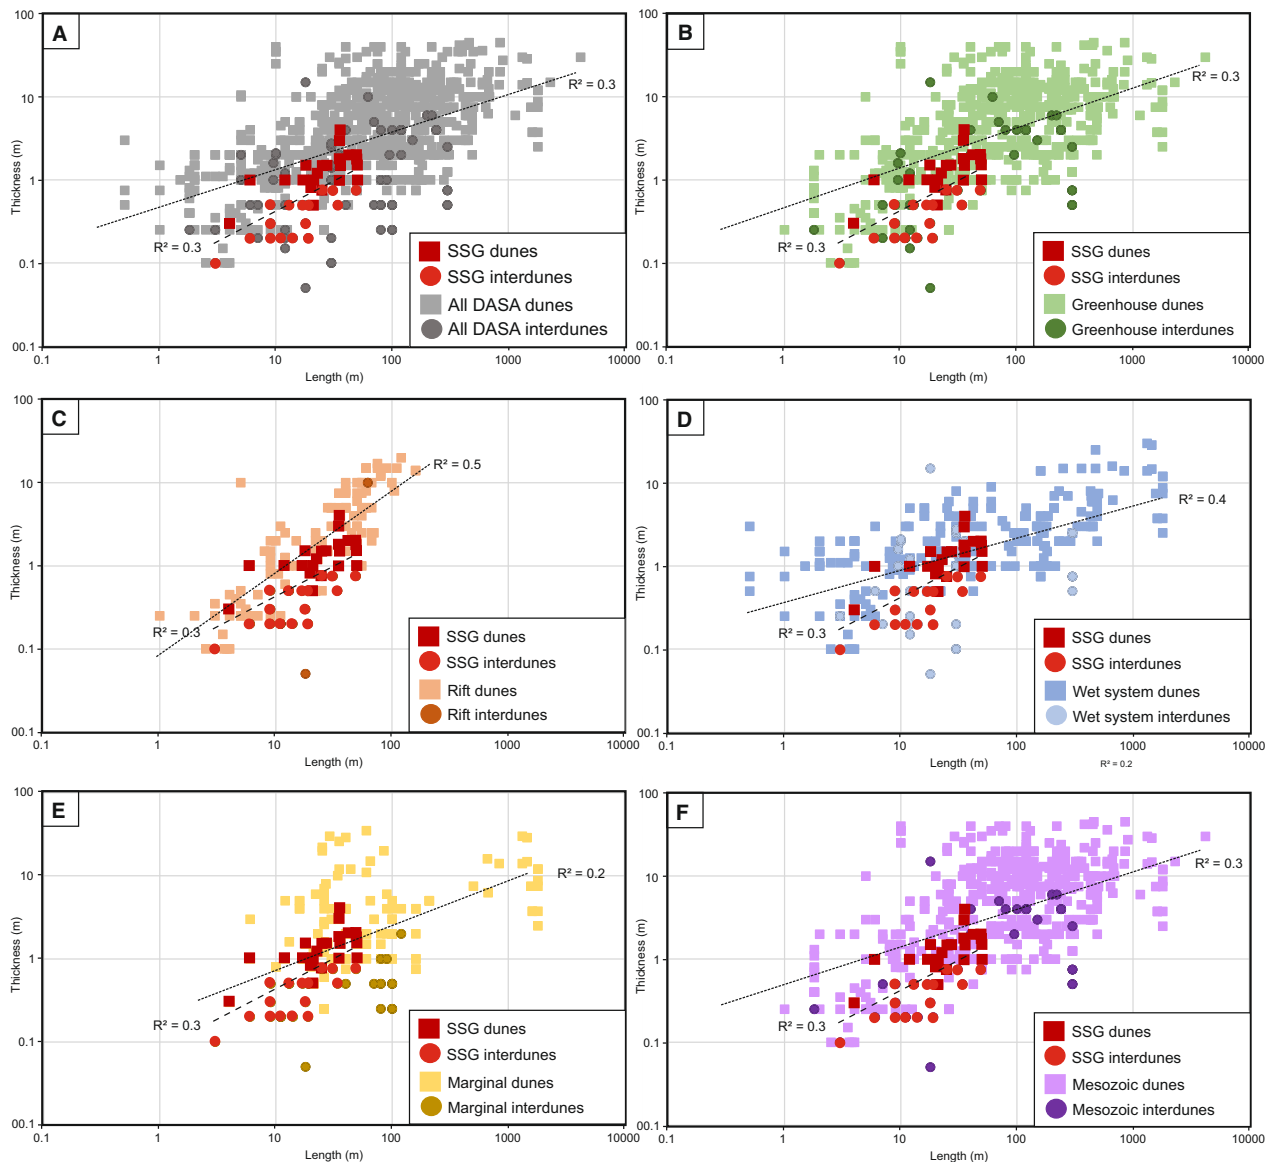 A
100
10
1
0.1
00.1
Thickness (m)
0.1
1
10
100
1000
10000
Length (m)
R² = 0.3
R² = 0.3
SSG dunes
SSG interdunes
All DASA dunes
All DASA interdunes
B
100
10
1
0.1
00.1
Thickness (m)
0.1
1
10
100
1000
10000
Length (m)
R² = 0.3
R² = 0.3
SSG dunes
SSG interdunes
Greenhouse dunes
Greenhouse interdunes
C
100
10
1
0.1
00.1
Thickness (m)
0.1
1
10
100
1000
10000
Length (m)
R² = 0.5
R² = 0.3
SSG dunes
SSG interdunes
Rift dunes
Rift interdunes
D
100
10
1
0.1
00.1
Thickness (m)
0.1
1
10
100
1000
10000
Length (m)
R² = 0.2
R² = 0.4
R² = 0.3
SSG dunes
SSG interdunes
Wet system dunes
Wet system interdunes
E
100
10
1
0.1
00.1
Thickness (m)
0.1
1
10
100
1000
10000
Length (m)
R² = 0.2
R² = 0.3
SSG dunes
SSG interdunes
Marginal dunes
Marginal interdunes
F
100
10
1
0.1
00.1
Thickness (m)
0.1
1
10
100
1000
10000
Length (m)
R² = 0.3
R² = 0.3
SSG dunes
SSG interdunes
Mesozoic dunes
Mesozoic interdunes